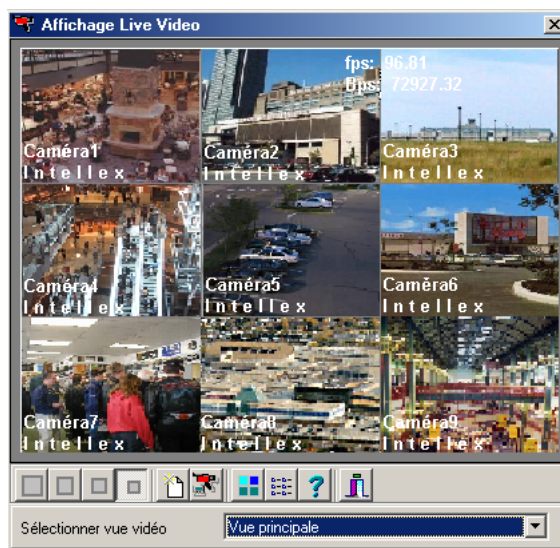 Affichage Live Video
fps: 96.81
Bps: 72927.32
Caméra1
Intellex
Caméra2
Intellex
Caméra3
Intellex
Caméra4
Intellex
Caméra5
Intellex
Caméra6
Intellex
Caméra7
Intellex
Caméra8
Intellex
Caméra9
Intellex
?
Sélectionner vue vidéo
Vue principale